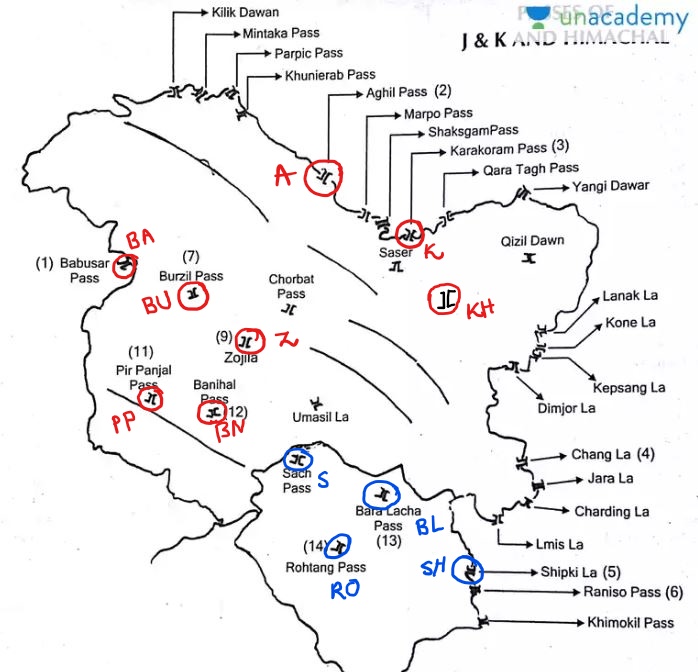 unacademy
PASSES OF
J & K AND HIMACHAL
Kilik Dawan
Mintaka Pass
Parpic Pass
Khunierab Pass
Aghil Pass (2)
Marpo Pass
ShaksgamPass
Karakoram Pass (3)
Qara Tagh Pass
Yangi Dawar
A
K
Saser
Qizil Dawn
BA
(1) Babusar
Pass
(7)
Burzil Pass
BU
Chorbat
Pass
KH
Lanak La
Kone La
Kepsang La
Dimjor La
(9)
Zojila
Z
(11)
Pir Panjal
Pass
PP
Banihal
Pass
(12)
BN
Umasil La
Chang La (4)
Jara La
Charding La
Lmis La
Sach
Pass
S
Bara Lacha
Pass
(13)
BL
(14)
Rohtang Pass
RO
SH
Shipki La (5)
Raniso Pass (6)
Khimokil Pass